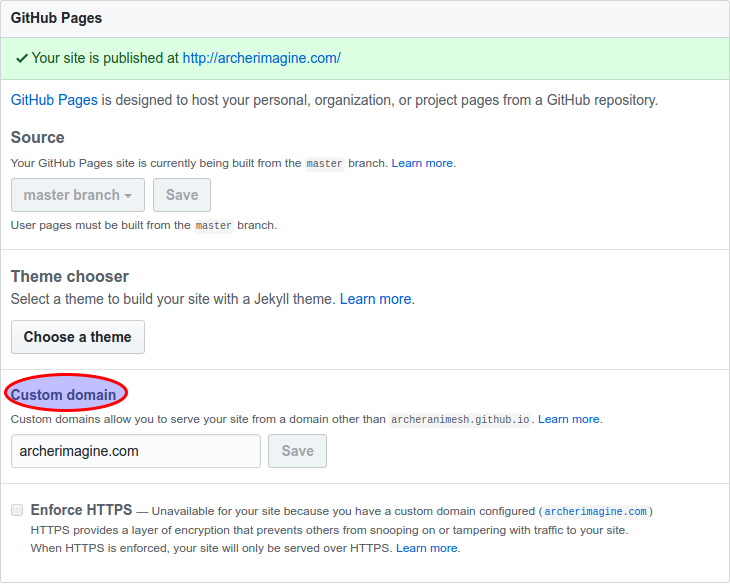 GitHub Pages
✓ Your site is published at http://archerimagine.com/
GitHub Pages is designed to host your personal, organization, or project pages from a GitHub repository.
Source
Your GitHub Pages site is currently being built from the master branch. Learn more.
master branch Save
User pages must be built from the master branch.
Theme chooser
Select a theme to build your site with a Jekyll theme. Learn more.
Choose a theme
Custom domain
Custom domains allow you to serve your site from a domain other than archeranimesh.github.io. Learn more.
archerimagine.com Save
Enforce HTTPS — Unavailable for your site because you have a custom domain configured (archerimagine.com)
HTTPS provides a layer of encryption that prevents others from snooping on or tampering with traffic to your site.
When HTTPS is enforced, your site will only be served over HTTPS. Learn more.